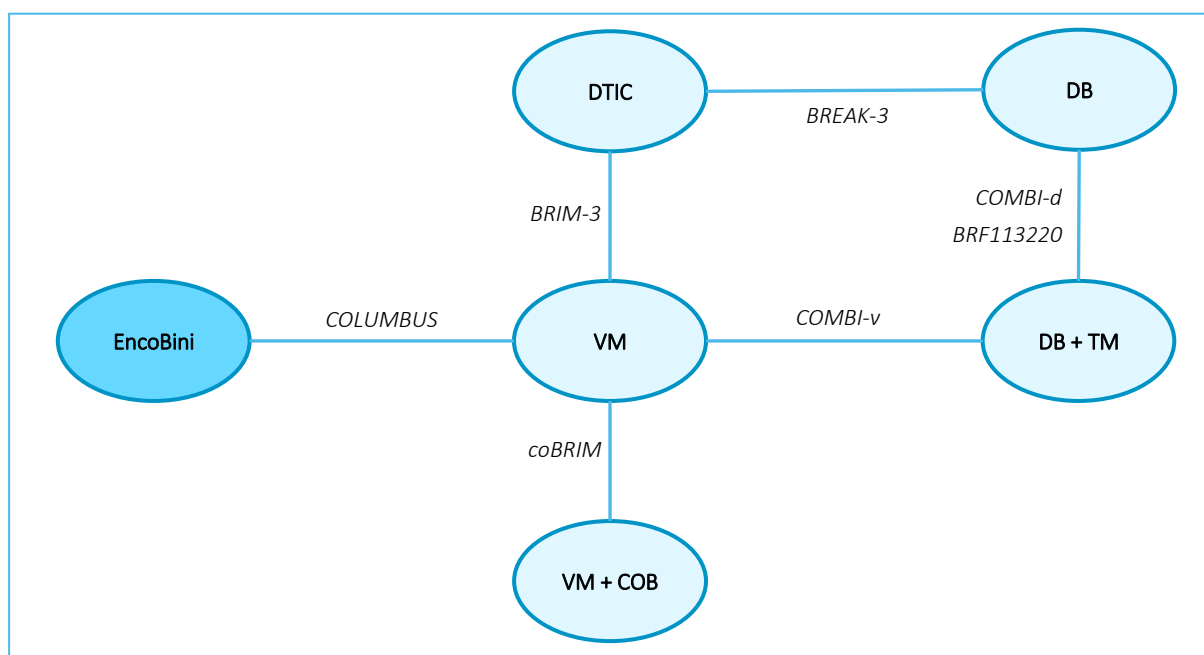 DTIC
DB
BREAK-3
BRIM-3
COMBI-d
BRF113220
EncoBini
COLUMBUS
VM
COMBI-v
DB + TM
coBRIM
VM + COB